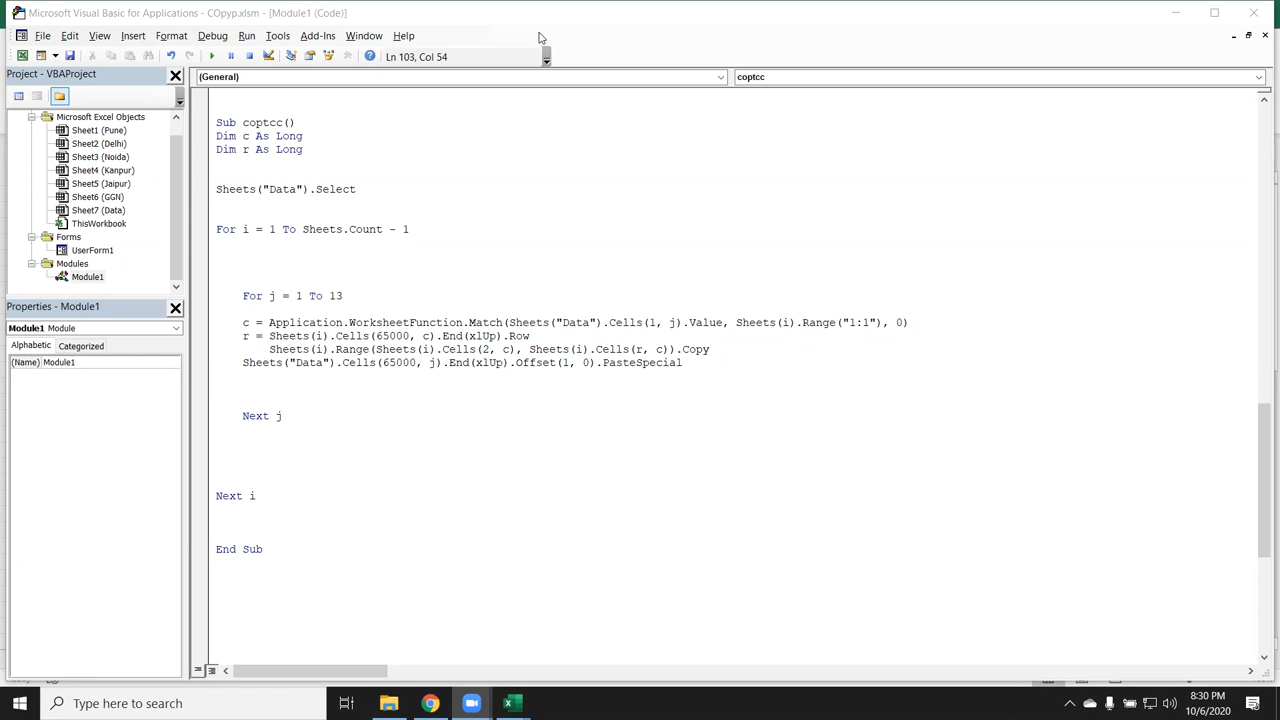 Microsoft Visual Basic for Applications - COpyp.xlsm - [Module1 (Code)]
File Edit View Insert Format Debug Run Tools Add-Ins Window Help
Ln 103, Col 54
Project - VBAProject
(General)
coptcc
Microsoft Excel Objects
Sheet1 (Pune)
Sheet2 (Delhi)
Sheet3 (Noida)
Sheet4 (Kanpur)
Sheet5 (Jaipur)
Sheet6 (GGN)
Sheet7 (Data)
ThisWorkbook
Forms
UserForm1
Modules
Module1
Properties - Module1
Module1 Module
Alphabetic Categorized
(Name) Module1
Sub coptcc()
Dim c As Long
Dim r As Long
Sheets("Data").Select
For i = 1 To Sheets.Count - 1
For j = 1 To 13
c = Application.WorksheetFunction.Match(Sheets("Data").Cells(1, j).Value, Sheets(i).Range("1:1"), 0)
r = Sheets(i).Cells(65000, c).End(xlUp).Row
Sheets(i).Range(Sheets(i).Cells(2, c), Sheets(i).Cells(r, c)).Copy
Sheets("Data").Cells(65000, j).End(xlUp).Offset(1, 0).PasteSpecial
Next j
Next i
End Sub
Type here to search
8:30 PM
10/6/2020